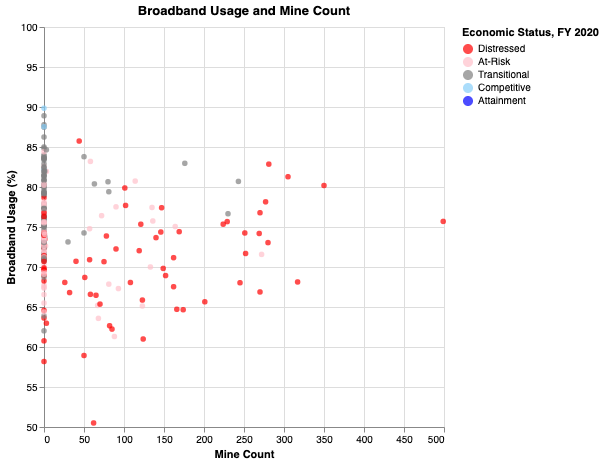 Broadband Usage and Mine Count
Economic Status, FY 2020
Distressed
At-Risk
Transitional
Competitive
Attainment
Broadband Usage (%)
100
95
90
85
80
75
70
65
60
55
50
0 50 100 150 200 250 300 350 400 450 500
Mine Count